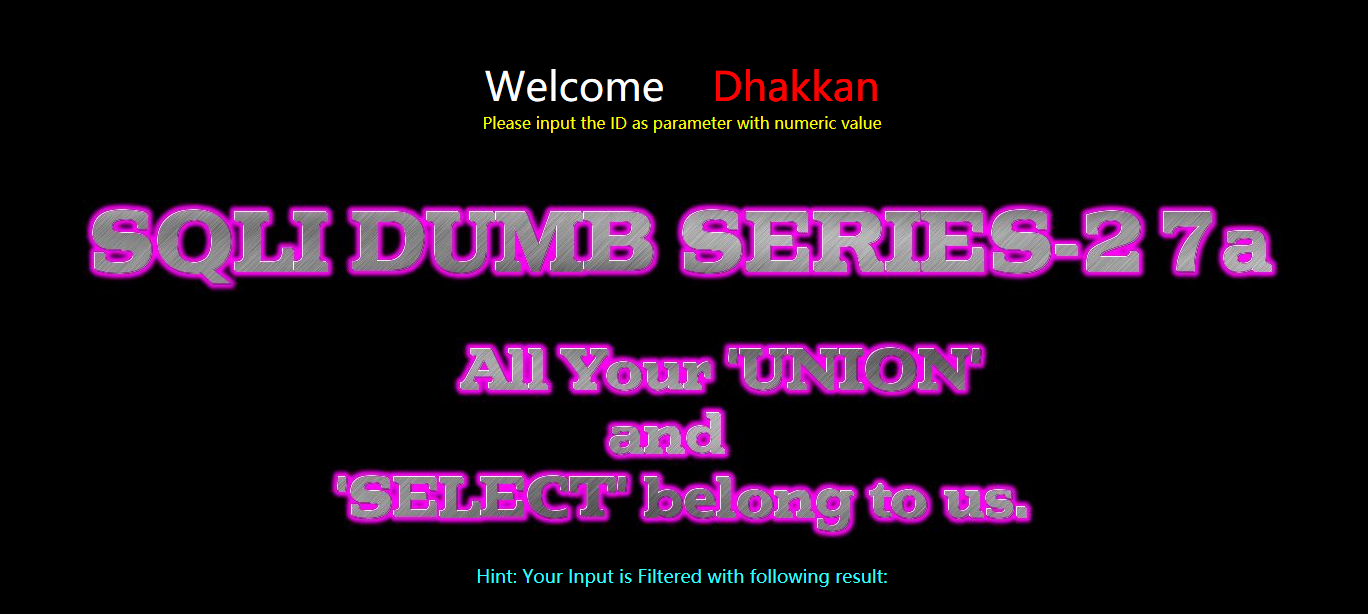 Welcome Dhakkan
Please input the ID as parameter with numeric value
SQLI DUMB SERIES-2 7a
All Your 'UNION'
and
'SELECT' belong to us.
Hint: Your Input is Filtered with following result: